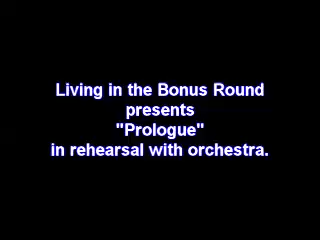 Living in the Bonus Round
presents
"Prologue"
in rehearsal with orchestra.